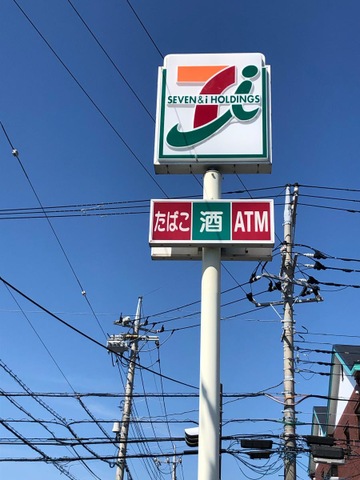 SEVEN & i HOLDINGS
たばこ 酒 ATM